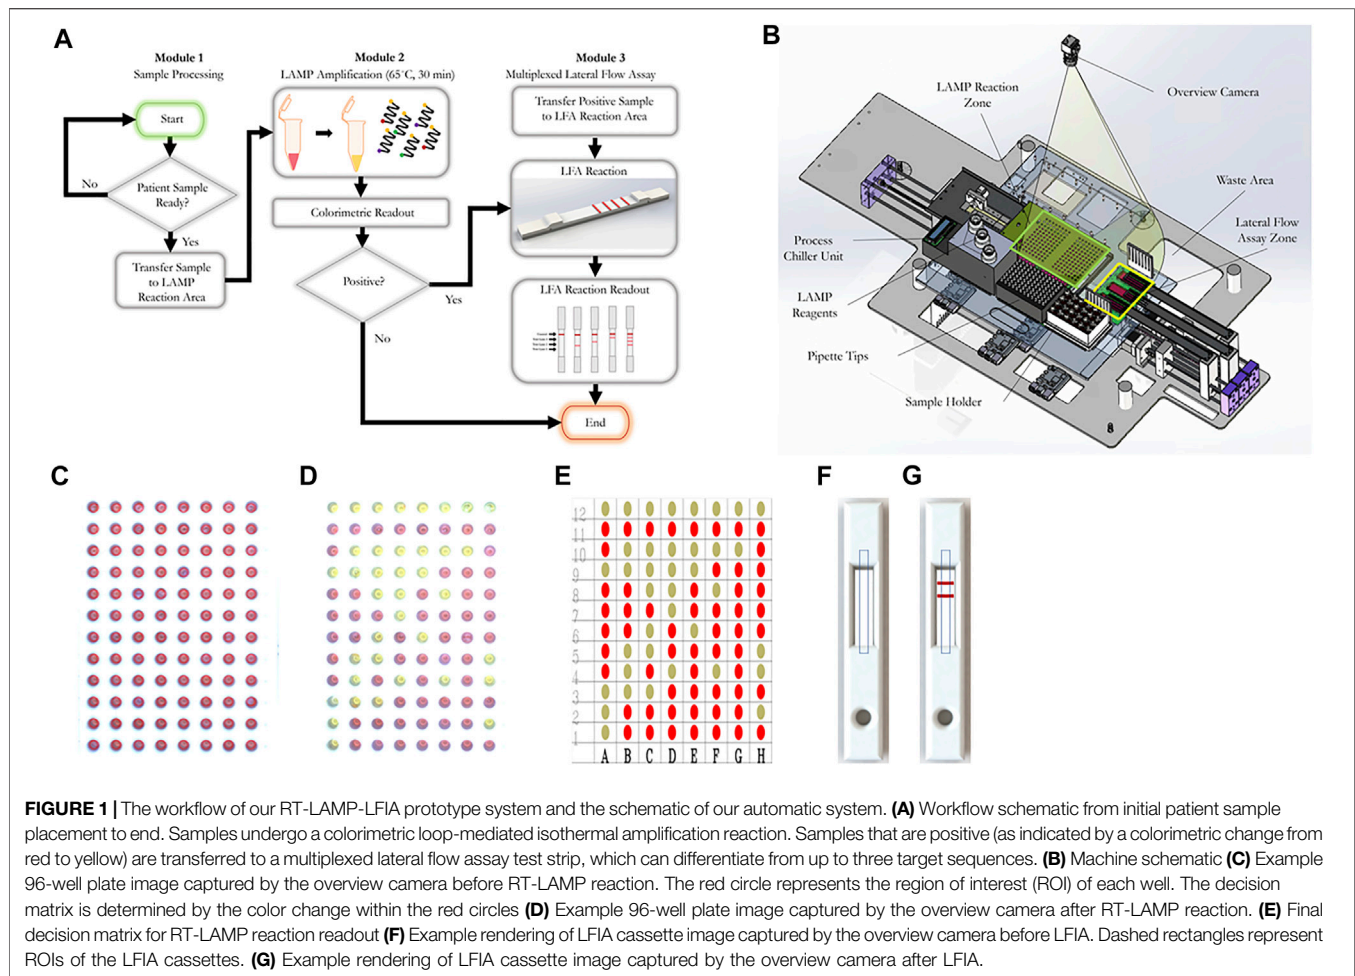 A
Module 1
Sample Processing
Start
No
Patient Sample
Ready?
Yes
Transfer Sample
to LAMP
Reaction Area
Module 2
LAMP Amplification (65°C, 30 min)
Colorimetric Readout
Positive?
Yes
No
Module 3
Multiplexed Lateral Flow Assay
Transfer Positive Sample
to LFA Reaction Area
LFA Reaction
LFA Reaction Readout
End
B
LAMP Reaction
Zone
Overview Camera
Waste Area
Lateral Flow
Assay Zone
Process
Chiller Unit
LAMP
Reagents
Pipette Tips
Sample Holder
C
D
E
12
11
10
9
8
7
6
5
4
3
2
1
A B C D E F G H
F
G
FIGURE 1 | The workflow of our RT-LAMP-LFIA prototype system and the schematic of our automatic system. (A) Workflow schematic from initial patient sample
placement to end. Samples undergo a colorimetric loop-mediated isothermal amplification reaction. Samples that are positive (as indicated by a colorimetric change from
red to yellow) are transferred to a multiplexed lateral flow assay test strip, which can differentiate from up to three target sequences. (B) Machine schematic (C) Example
96-well plate image captured by the overview camera before RT-LAMP reaction. The red circle represents the region of interest (ROI) of each well. The decision
matrix is determined by the color change within the red circles (D) Example 96-well plate image captured by the overview camera after RT-LAMP reaction. (E) Final
decision matrix for RT-LAMP reaction readout (F) Example rendering of LFIA cassette image captured by the overview camera before LFIA. Dashed rectangles represent
ROIs of the LFIA cassettes. (G) Example rendering of LFIA cassette image captured by the overview camera after LFIA.